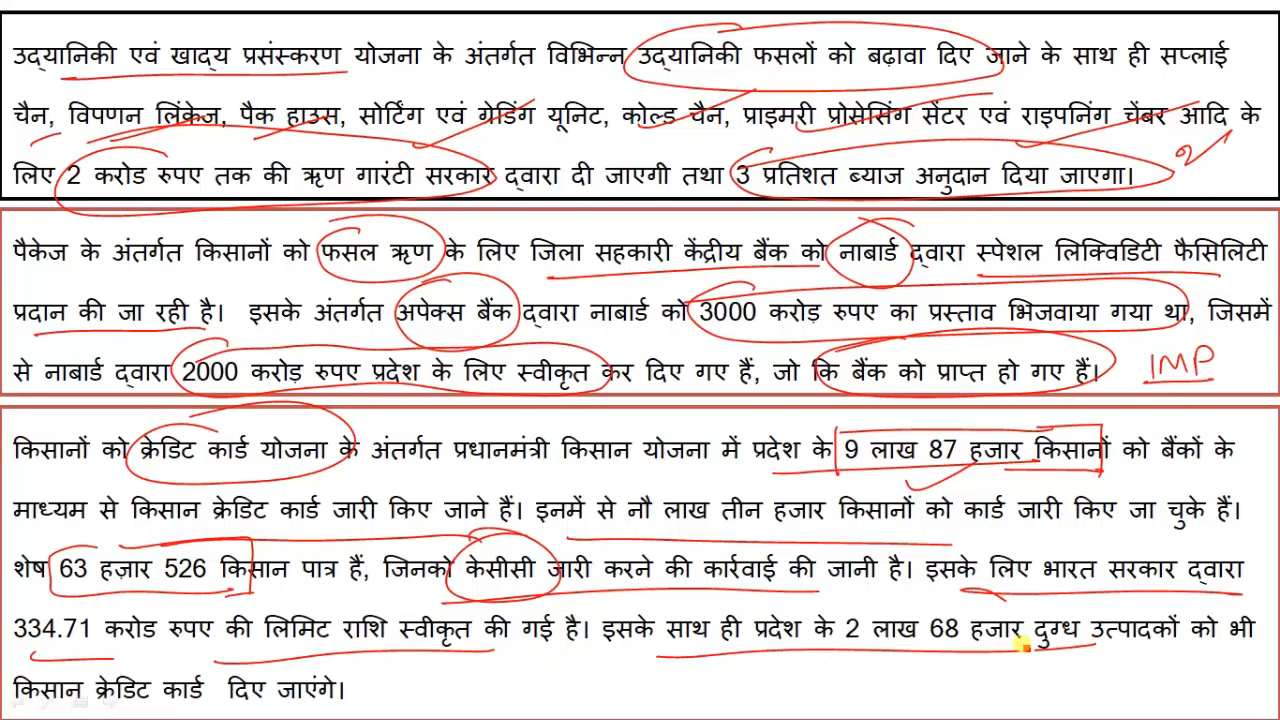 उद्यानिकी एवं खाद्य प्रसंस्करण योजना के अंतर्गत विभिन्न उद्यानिकी फसलों को बढ़ावा दिए जाने के साथ ही सप्लाई
चैन, विपणन लिंकेज, पैक हाउस, सोर्टिंग एवं गेडिंग यूनिट, कोल्ड चैन, प्राइमरी प्रोसेसिंग सेंटर एवं राइपनिंग चेंबर आदि के
लिए 2 करोड रुपए तक की ऋण गारंटी सरकार द्वारा दी जाएगी तथा 3 प्रतिशत ब्याज अनुदान दिया जाएगा।
पैकेज के अंतर्गत किसानों को फसल ऋण के लिए जिला सहकारी केंद्रीय बैंक को नाबार्ड द्वारा स्पेशल लिक्विडिटी फैसिलिटी
प्रदान की जा रही है। इसके अंतर्गत अपेक्स बैंक द्वारा नाबार्ड को 3000 करोड़ रुपए का प्रस्ताव भिजवाया गया था, जिसमें
से नाबार्ड द्वारा 2000 करोड़ रुपए प्रदेश के लिए स्वीकृत कर दिए गए हैं, जो कि बैंक को प्राप्त हो गए हैं। IMP
किसानों को क्रेडिट कार्ड योजना के अंतर्गत प्रधानमंत्री किसान योजना में प्रदेश के 9 लाख 87 हजार किसानों को बैंकों के
माध्यम से किसान क्रेडिट कार्ड जारी किए जाने हैं। इनमें से नौ लाख तीन हजार किसानों को कार्ड जारी किए जा चुके हैं।
शेष 63 हज़ार 526 किसान पात्र हैं, जिनको केसीसी जारी करने की कार्रवाई की जानी है। इसके लिए भारत सरकार द्वारा
334.71 करोड रुपए की लिमिट राशि स्वीकृत की गई है। इसके साथ ही प्रदेश के 2 लाख 68 हजार दुग्ध उत्पादकों को भी
किसान क्रेडिट कार्ड दिए जाएंगे।